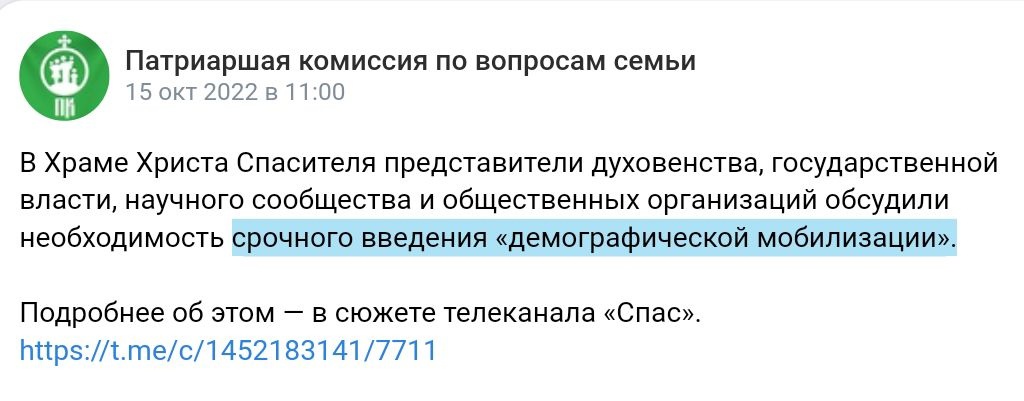 Патриаршая комиссия по вопросам семьи
15 окт 2022 в 11:00
ПК
В Храме Христа Спасителя представители духовенства, государственной
власти, научного сообщества и общественных организаций обсудили
необходимость срочного введения «демографической мобилизации».
Подробнее об этом — в сюжете телеканала «Спас».
https://t.me/c/1452183141/7711